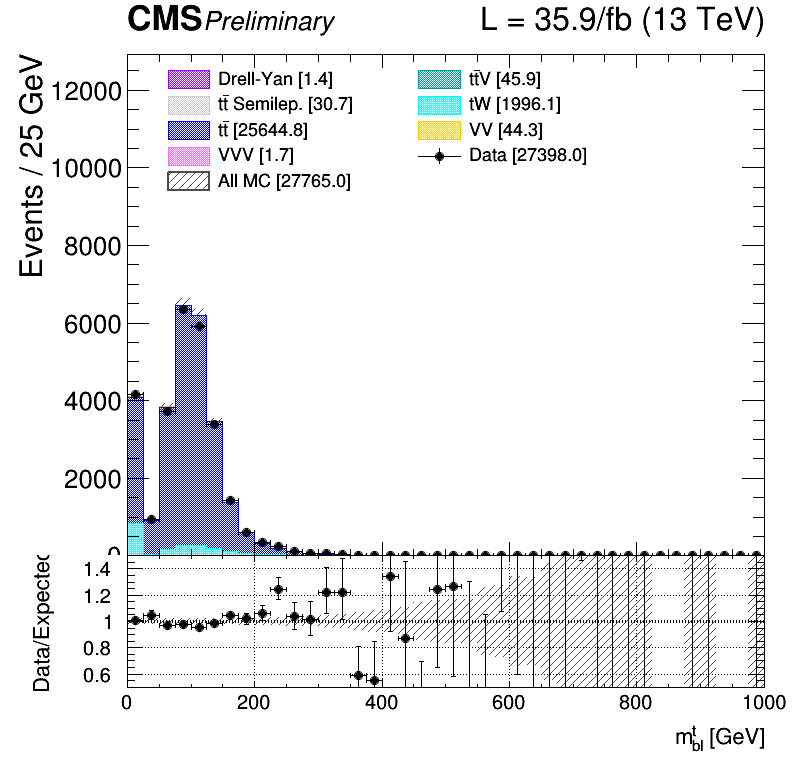 CMS Preliminary L = 35.9/fb (13 TeV)
Events / 25 GeV
12000
10000
8000
6000
4000
2000
0
Drell-Yan [1.4]
tt̄ Semilep. [30.7]
tt̄ [25644.8]
VVV [1.7]
All MC [27765.0]
tt̄V [45.9]
tW [1996.1]
VV [44.3]
Data [27398.0]
Data/Expected
1.4
1.2
1
0.8
0.6
0 200 400 600 800 1000
m^t_bl [GeV]